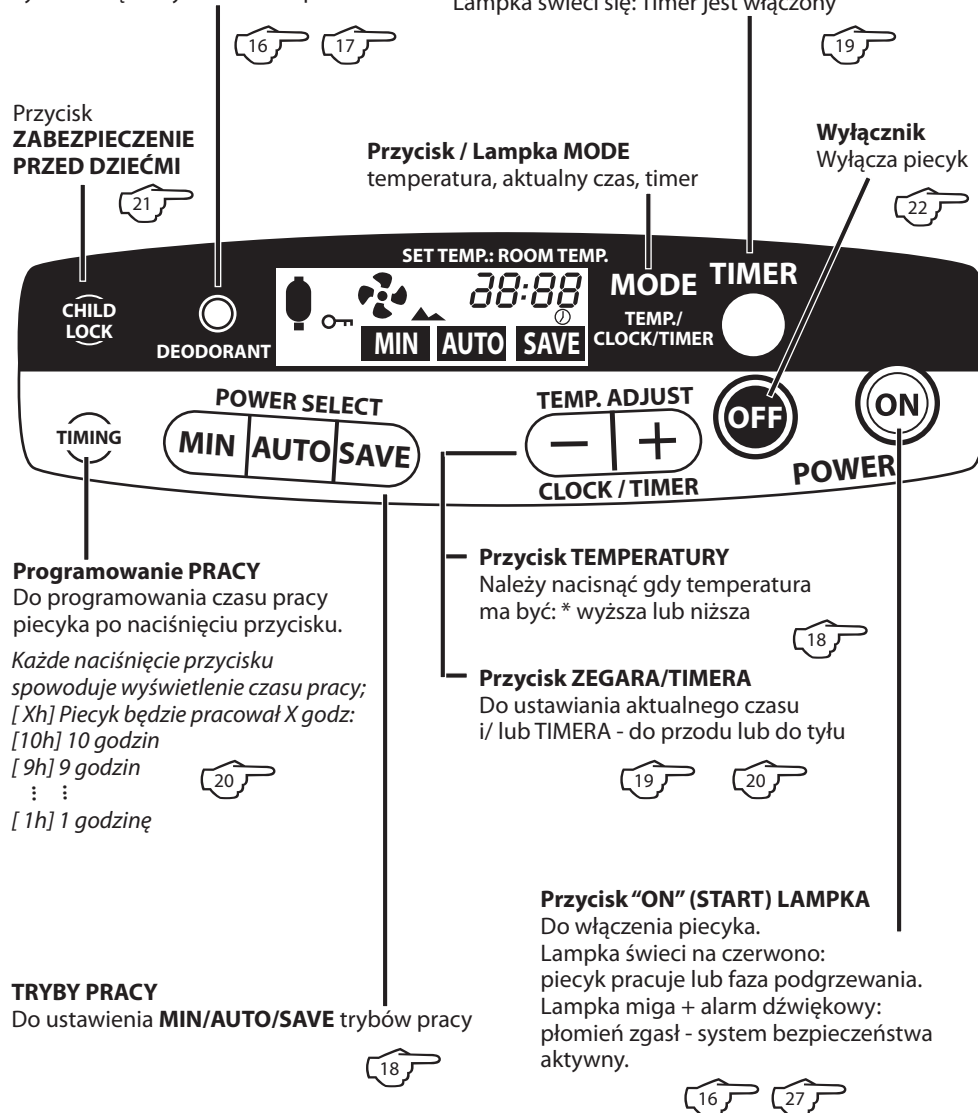 Lampka świeci się: Timer jest włączony
16
17
19
Przycisk
ZABEZPIECZENIE
PRZED DZIEĆMI
21
Przycisk / Lampka MODE
temperatura, aktualny czas, timer
Wyłącznik
Wyłącza piecyk
22
SET TEMP.: ROOM TEMP.
CHILD
LOCK
DEODORANT
88:88
MIN AUTO SAVE
MODE
TEMP./
CLOCK/TIMER
TIMER
TIMING
POWER SELECT
MIN AUTO SAVE
TEMP. ADJUST
− +
CLOCK / TIMER
OFF
ON
POWER
Programowanie PRACY
Do programowania czasu pracy
piecyka po naciśnięciu przycisku.
Każde naciśnięcie przycisku
spowoduje wyświetlenie czasu pracy;
[ Xh] Piecyk będzie pracował X godz:
[10h] 10 godzin
[ 9h] 9 godzin
⋮ ⋮
[ 1h] 1 godzinę
20
Przycisk TEMPERATURY
Należy nacisnąć gdy temperatura
ma być: * wyższa lub niższa
18
Przycisk ZEGARA/TIMERA
Do ustawiania aktualnego czasu
i/ lub TIMERA - do przodu lub do tyłu
19
20
TRYBY PRACY
Do ustawienia MIN/AUTO/SAVE trybów pracy
18
Przycisk “ON” (START) LAMPKA
Do włączenia piecyka.
Lampka świeci na czerwono:
piecyk pracuje lub faza podgrzewania.
Lampka miga + alarm dźwiękowy:
płomień zgasł - system bezpieczeństwa
aktywny.
16
27